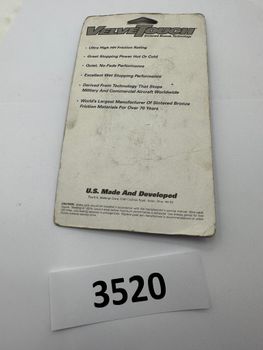 VELVETOUCH
Sintered Bronze Technology
• Ultra High HH Friction Rating
• Great Stopping Power Hot Or Cold
• Quiet, No-Fade Performance
• Excellent Wet Stopping Performance
• Derived From Technology That Stops
Military And Commercial Aircraft Worldwide
• World's Largest Manufacturer Of Sintered Bronze
Friction Materials For Over 70 Years
U.S. Made And Developed
3520